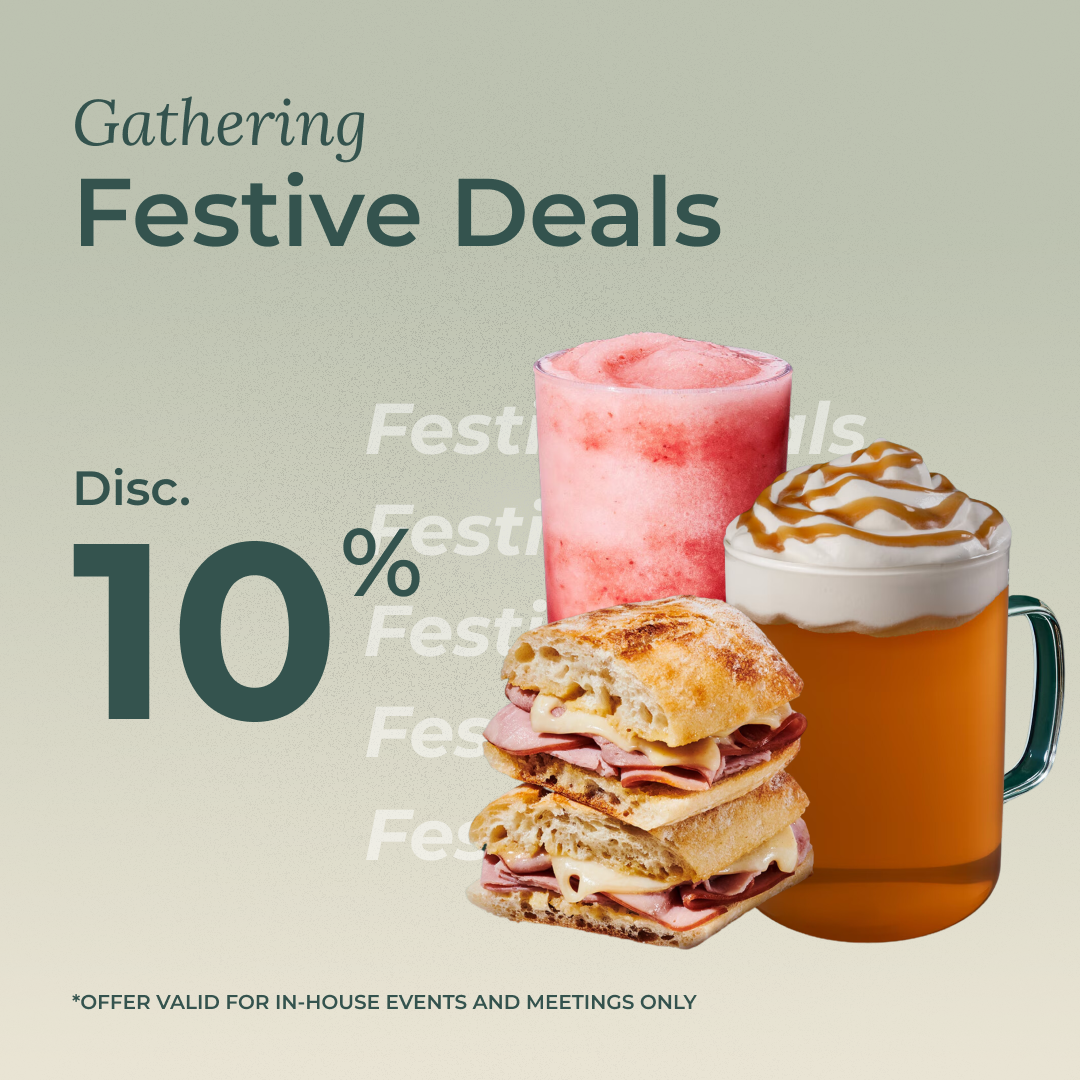 Gathering
Festive Deals
Disc.
10%
*OFFER VALID FOR IN-HOUSE EVENTS AND MEETINGS ONLY